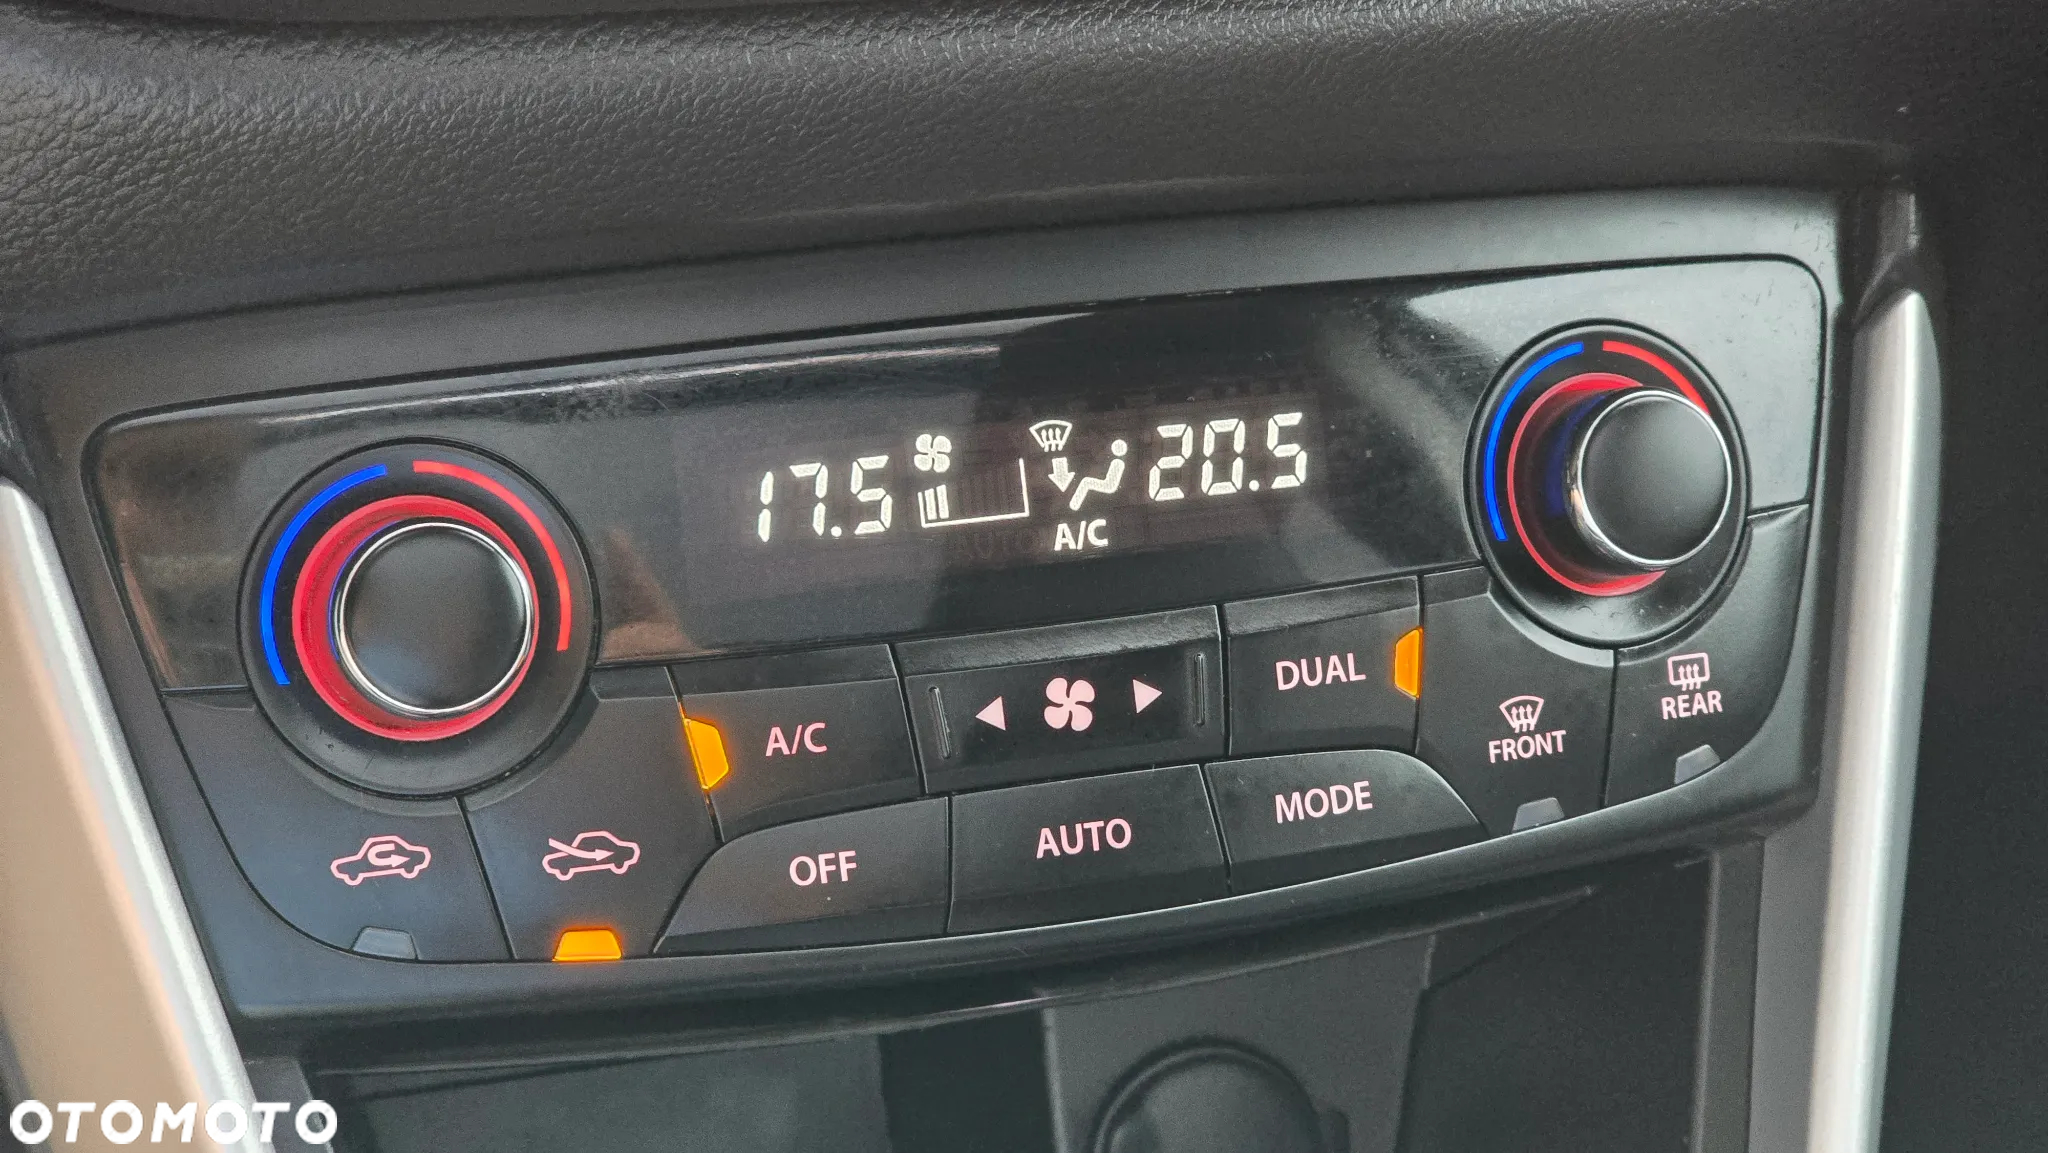 17.5
20.5
A/C
DUAL
A/C
REAR
FRONT
OFF
AUTO
MODE
OTOMOTO